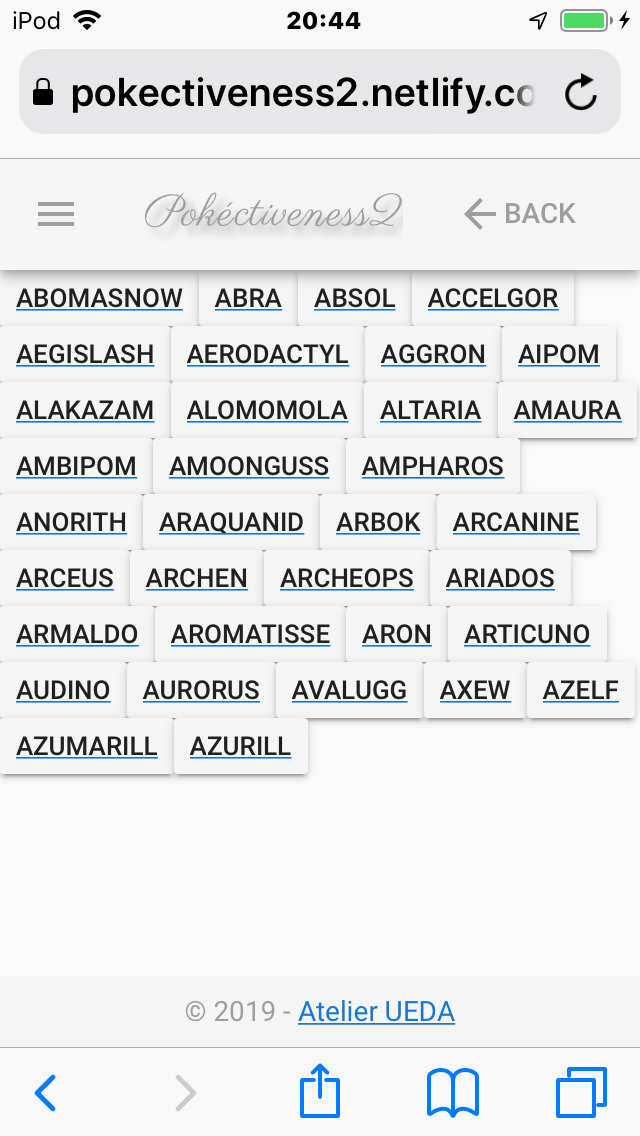 iPod 20:44
pokectiveness2.netlify.co
Pokéctiveness2 BACK
ABOMASNOW ABRA ABSOL ACCELGOR
AEGISLASH AERODACTYL AGGRON AIPOM
ALAKAZAM ALOMOMOLA ALTARIA AMAURA
AMBIPOM AMOONGUSS AMPHAROS
ANORITH ARAQUANID ARBOK ARCANINE
ARCEUS ARCHEN ARCHEOPS ARIADOS
ARMALDO AROMATISSE ARON ARTICUNO
AUDINO AURORUS AVALUGG AXEW AZELF
AZUMARILL AZURILL
© 2019 - Atelier UEDA